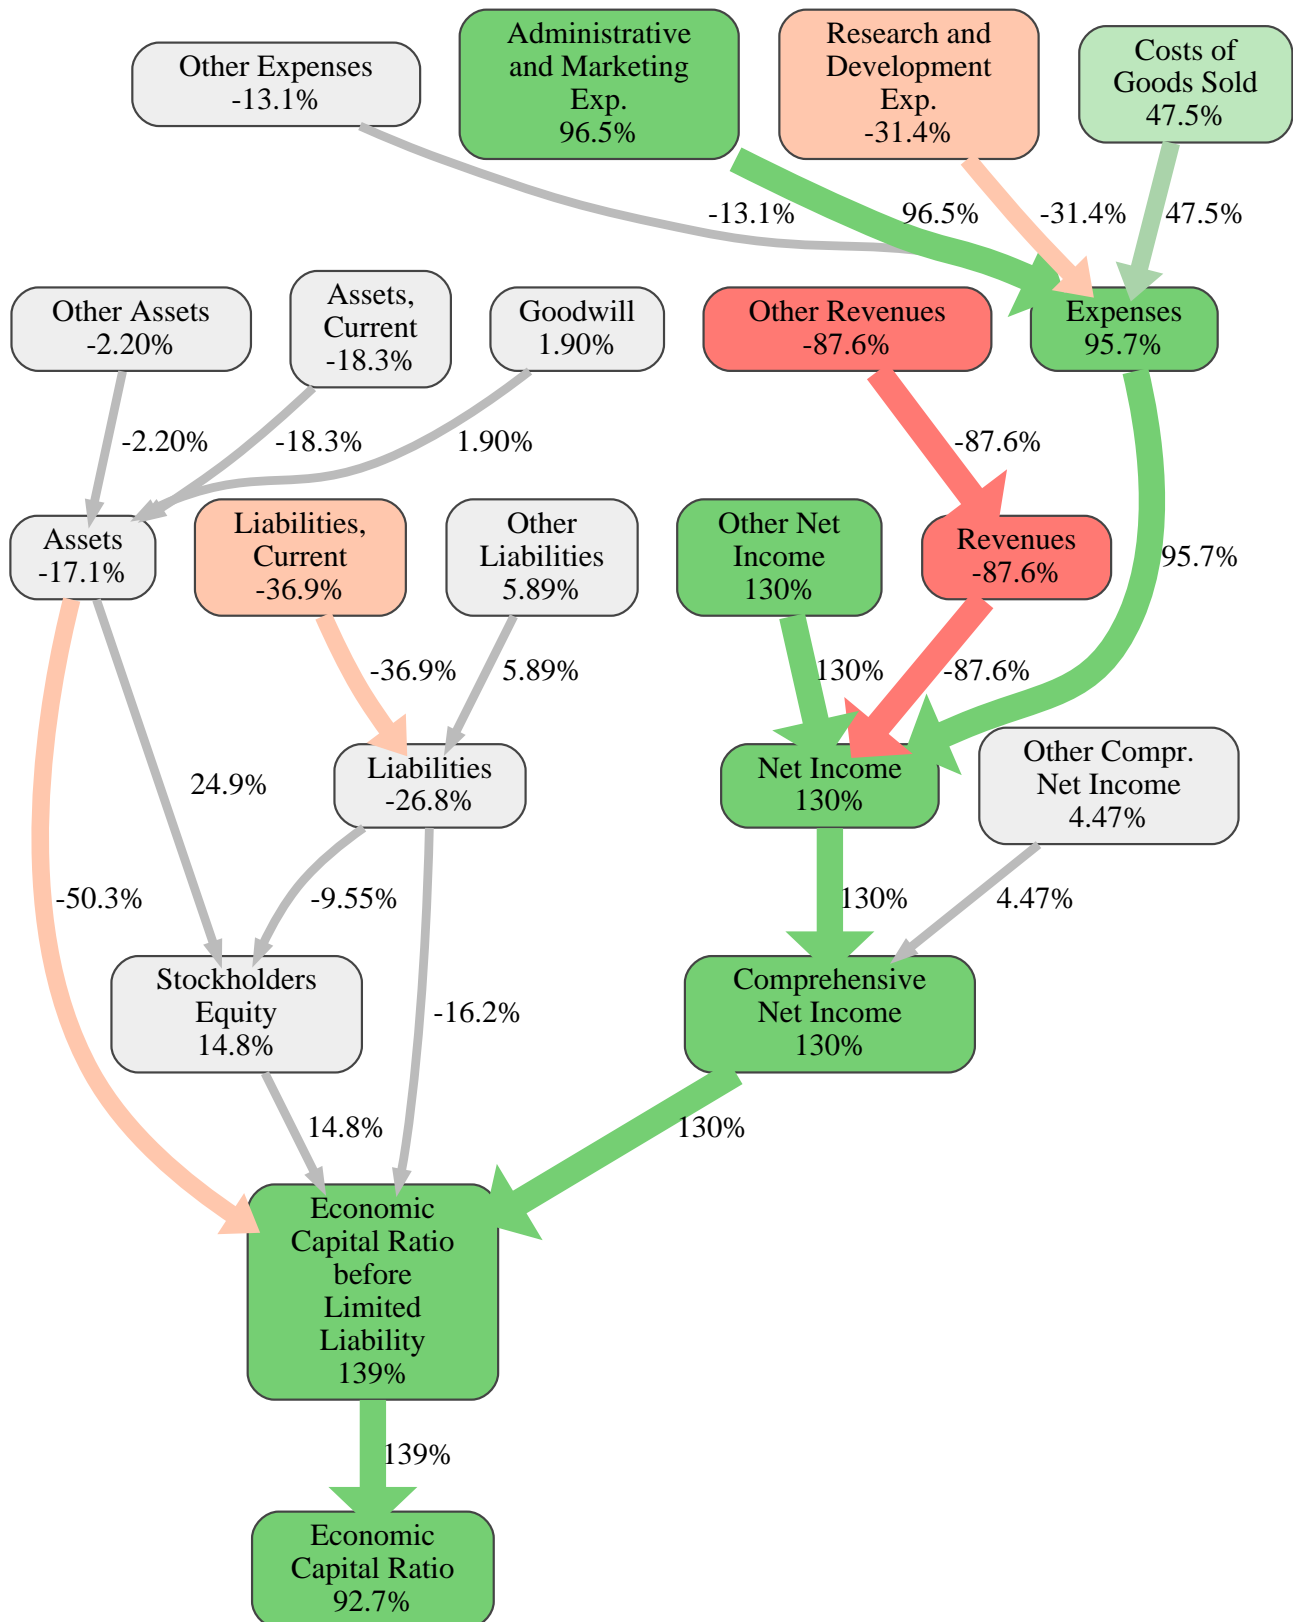 Other Expenses
-13.1%
Administrative
and Marketing
Exp.
96.5%
Research and
Development
Exp.
-31.4%
Costs of
Goods Sold
47.5%
-13.1%
96.5%
-31.4%
47.5%
Other Assets
-2.20%
Assets,
Current
-18.3%
Goodwill
1.90%
Other Revenues
-87.6%
Expenses
95.7%
-2.20%
-18.3%
1.90%
-87.6%
Assets
-17.1%
Liabilities,
Current
-36.9%
Other
Liabilities
5.89%
Other Net
Income
130%
Revenues
-87.6%
95.7%
-36.9%
5.89%
130%
-87.6%
24.9%
Liabilities
-26.8%
Net Income
130%
Other Compr.
Net Income
4.47%
-50.3%
-9.55%
130%
4.47%
Stockholders
Equity
14.8%
-16.2%
Comprehensive
Net Income
130%
14.8%
130%
Economic
Capital Ratio
before
Limited
Liability
139%
139%
Economic
Capital Ratio
92.7%